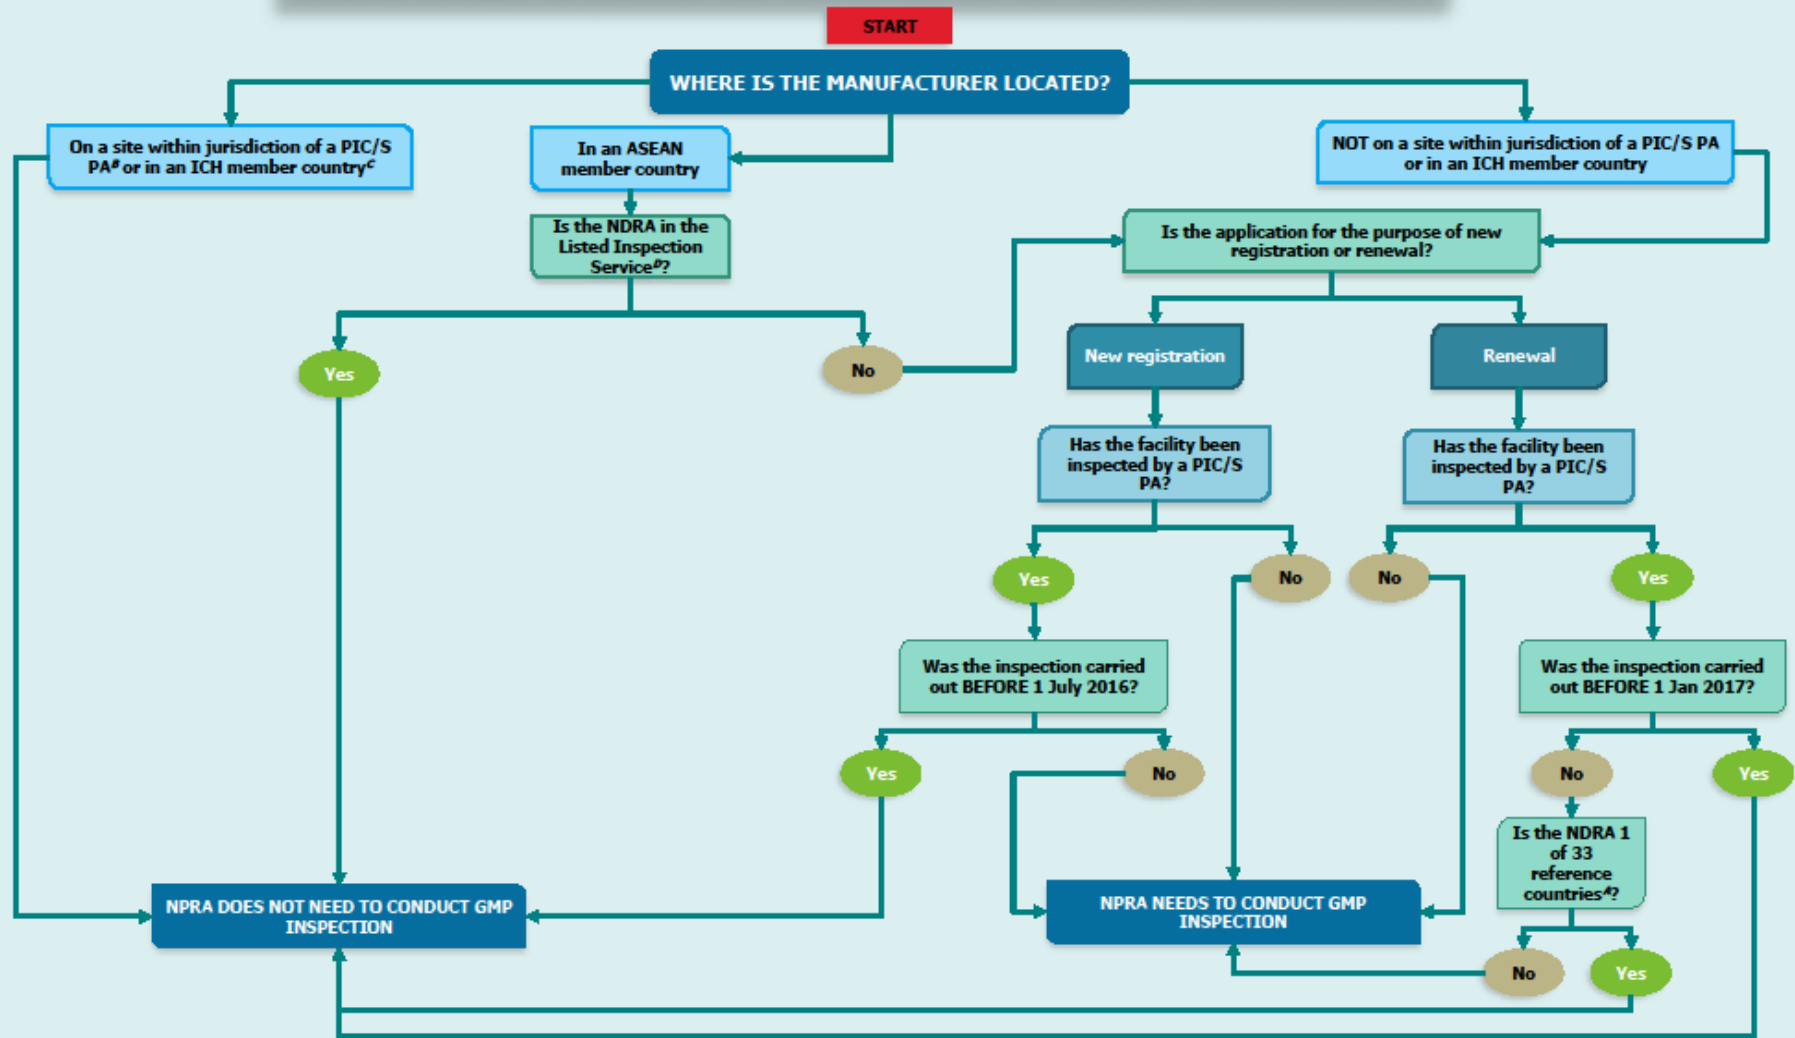 START
WHERE IS THE MANUFACTURER LOCATED?
On a site within jurisdiction of a PIC/S
PA^B or in an ICH member country^C
In an ASEAN
member country
NOT on a site within jurisdiction of a PIC/S PA
or in an ICH member country
Is the NDRA in the
Listed Inspection
Service^D?
Is the application for the purpose of new
registration or renewal?
Yes
No
New registration
Renewal
Has the facility been
inspected by a PIC/S
PA?
Has the facility been
inspected by a PIC/S
PA?
Yes
No
No
Yes
Was the inspection carried
out BEFORE 1 July 2016?
Was the inspection carried
out BEFORE 1 Jan 2017?
Yes
No
No
Yes
Is the NDRA 1
of 33
reference
countries^A?
NPRA DOES NOT NEED TO CONDUCT GMP
INSPECTION
NPRA NEEDS TO CONDUCT GMP
INSPECTION
No
Yes